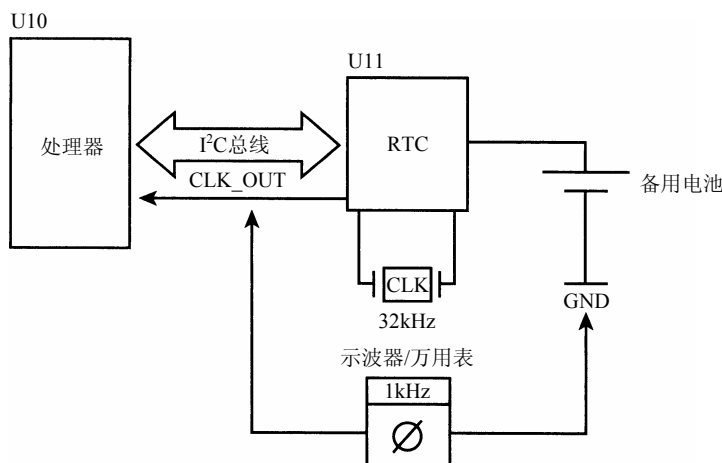 U10
处理器
I²C总线
CLK_OUT
U11
RTC
备用电池
CLK
32kHz
GND
示波器/万用表
1kHz